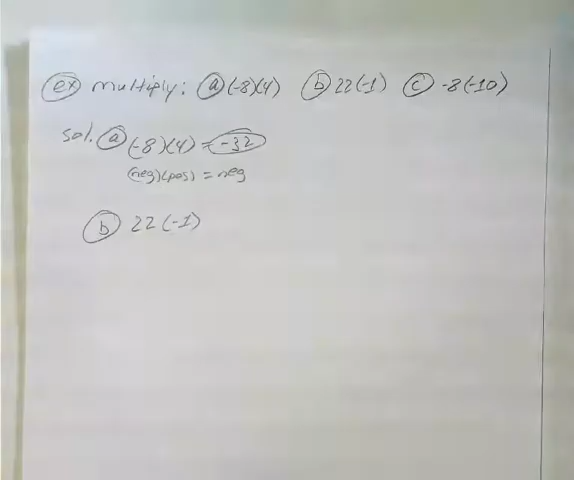 ex multiply: a (-8)(4) b 22(-1) c -8(-10)
sol. a (-8)(4) = -32
(neg)(pos) = neg
b 22(-1)